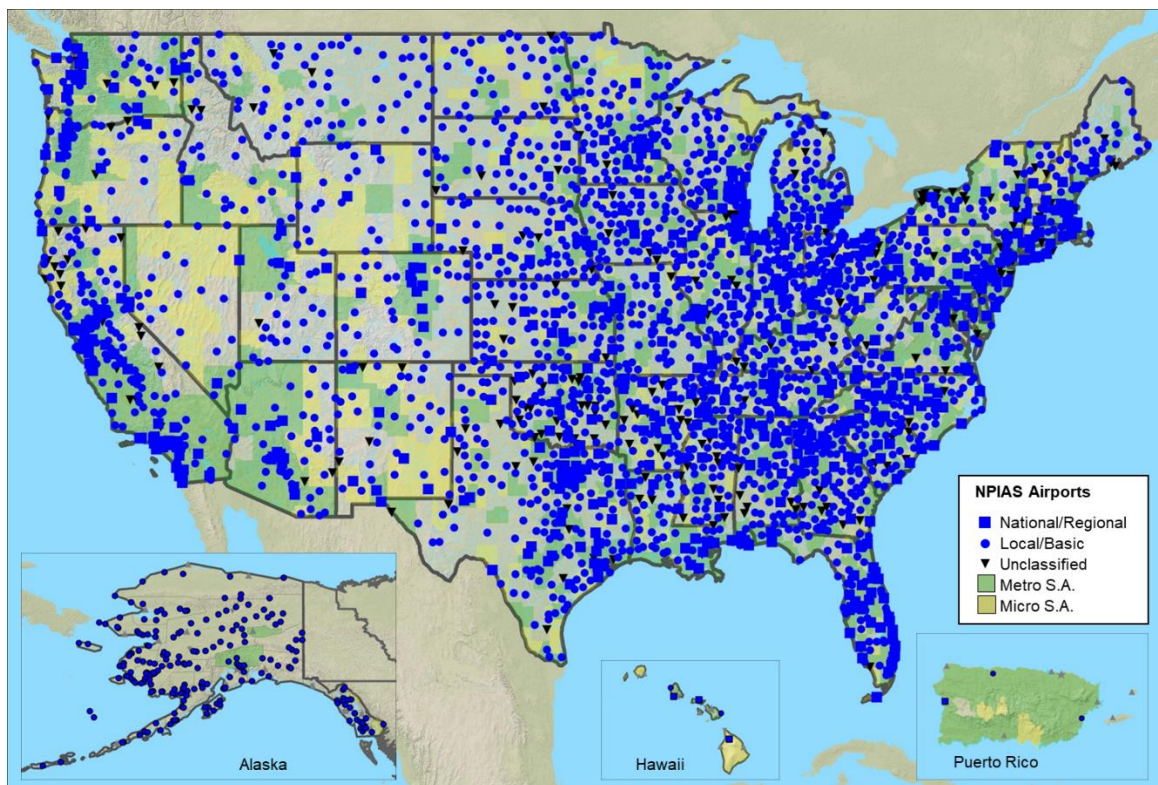 NPIAS Airports
National/Regional
Local/Basic
Unclassified
Metro S.A.
Micro S.A.
Alaska
Hawaii
Puerto Rico